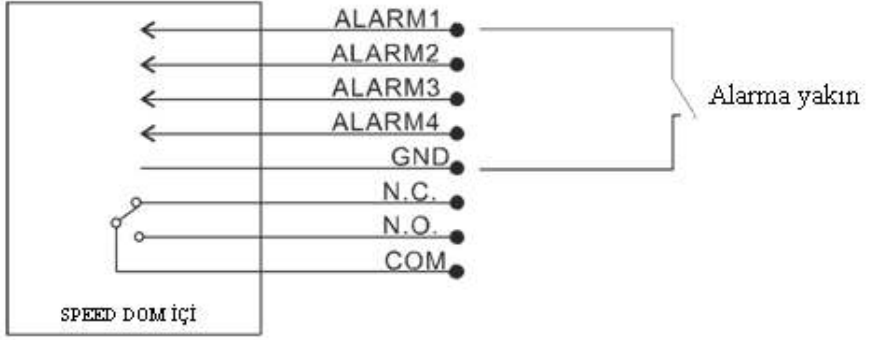 ALARM1
ALARM2
ALARM3
ALARM4
GND
N.C.
N.O.
COM
Alarma yakın
SPEED DOM İÇİ